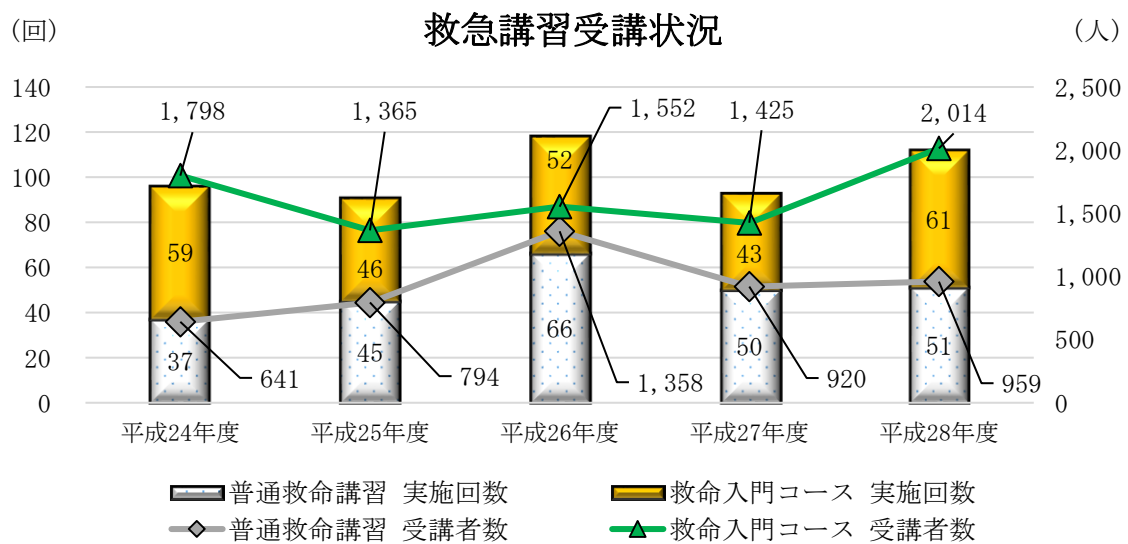 救急講習受講状況
(回)
(人)
140
120
100
80
60
40
20
0
2,500
2,000
1,500
1,000
500
0
1,798
1,365
1,552
1,425
2,014
59
46
52
43
61
37
45
66
50
51
641
794
1,358
920
959
平成24年度
平成25年度
平成26年度
平成27年度
平成28年度
普通救命講習 実施回数
救命入門コース 実施回数
普通救命講習 受講者数
救命入門コース 受講者数